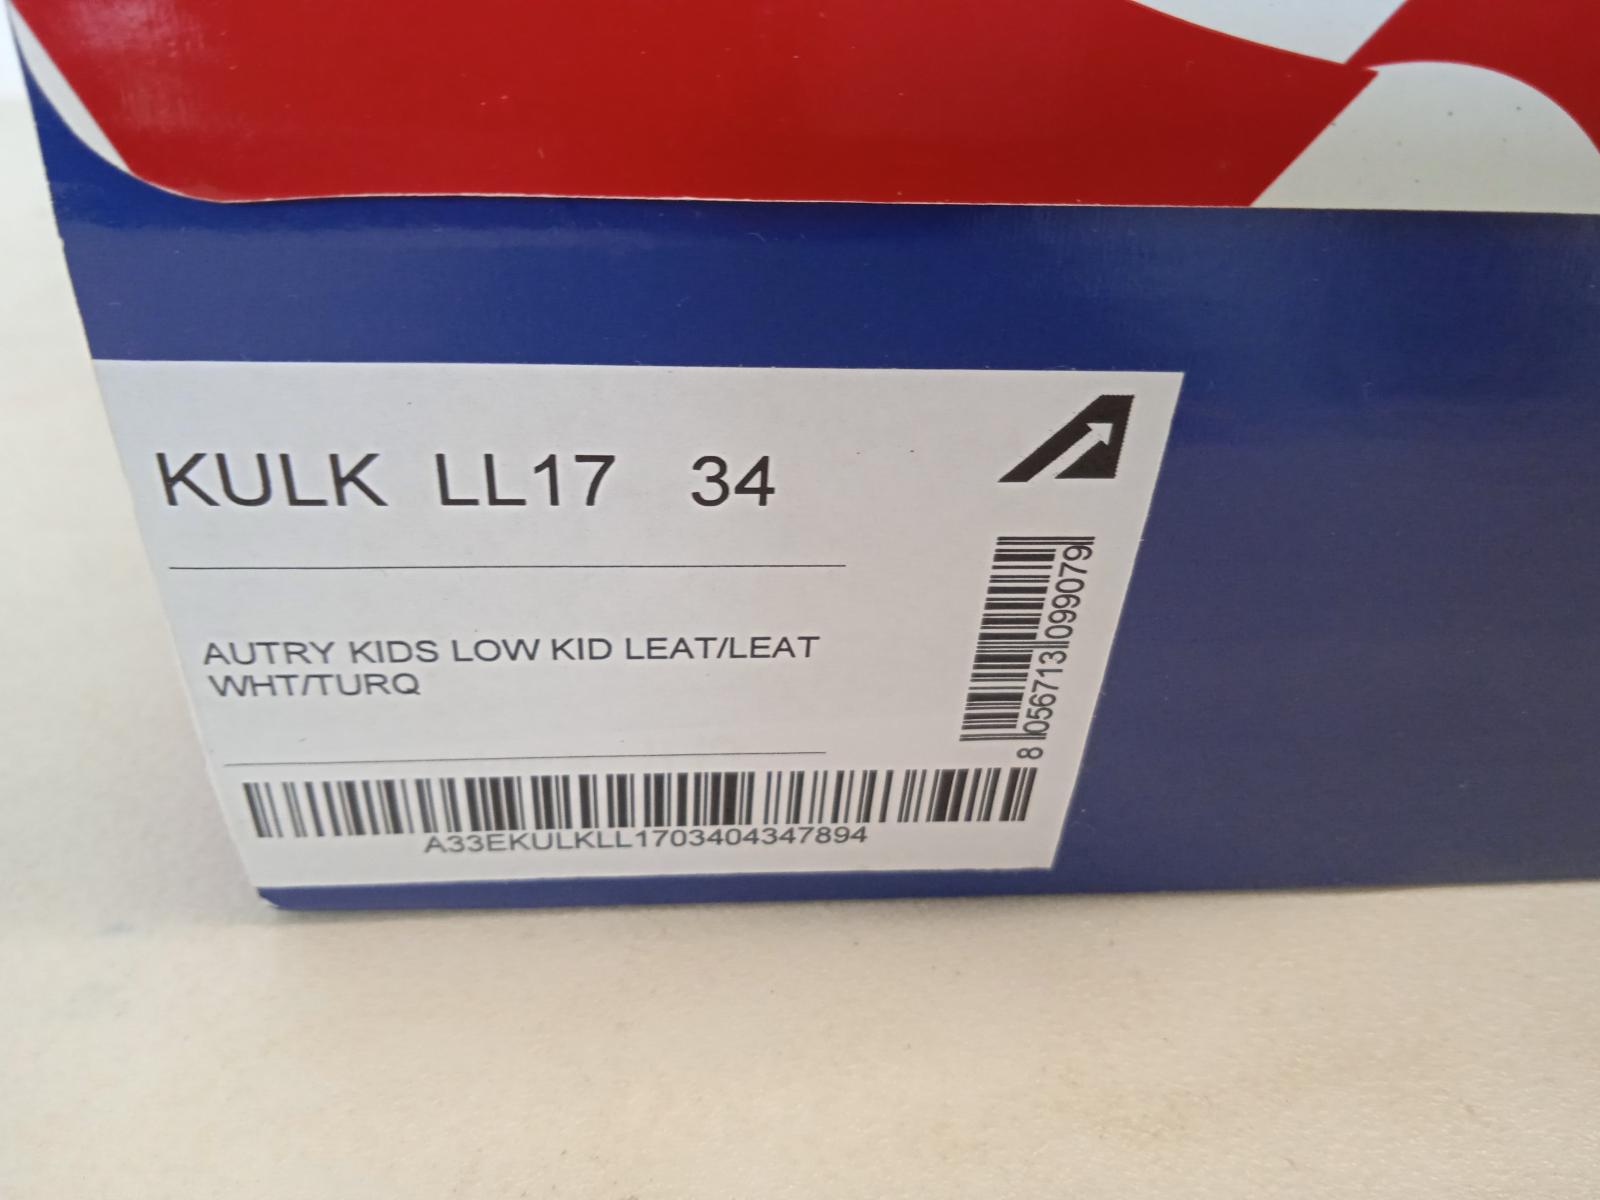 KULK LL17 34
AUTRY KIDS LOW KID LEAT/LEAT
WHT/TURQ
8 056713 099079
A33EKULKLL1703404347894